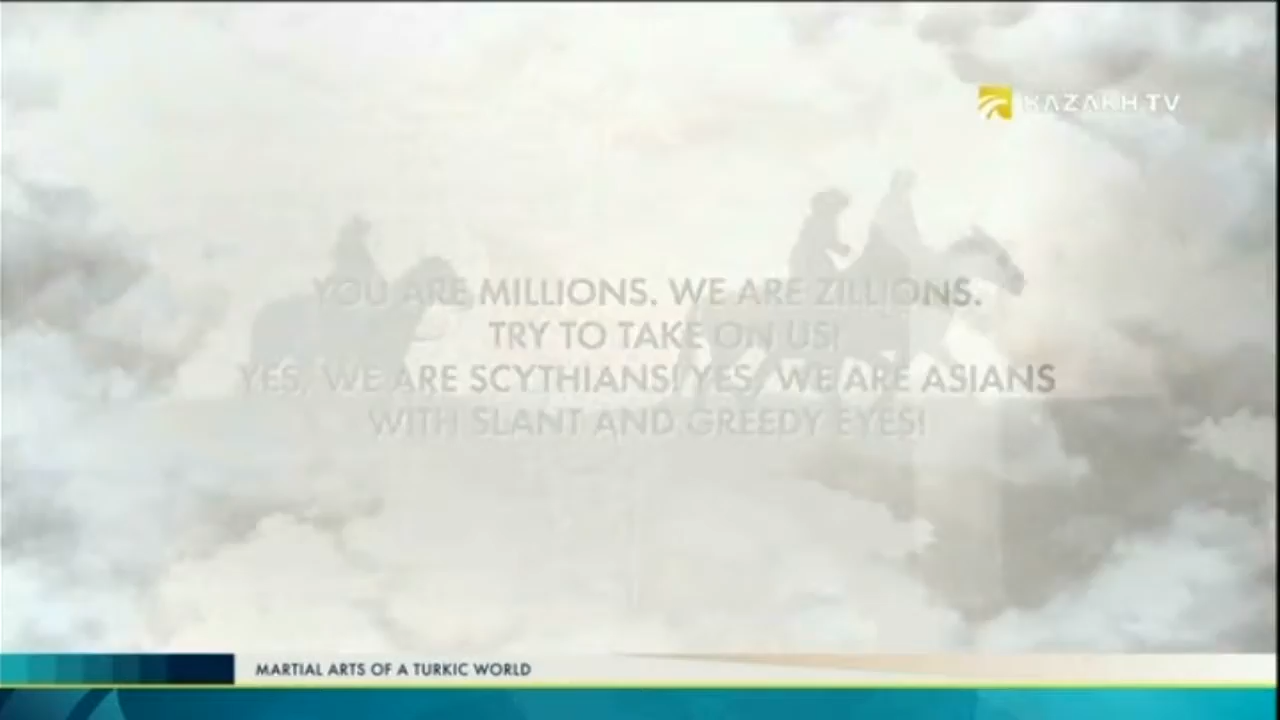 KAZAKH.TV
YOU ARE MILLIONS. WE ARE ZILLIONS.
TRY TO TAKE ON US!
YES, WE ARE SCYTHIANS! YES, WE ARE ASIANS
WITH SLANT AND GREEDY EYES!
MARTIAL ARTS OF A TURKIC WORLD